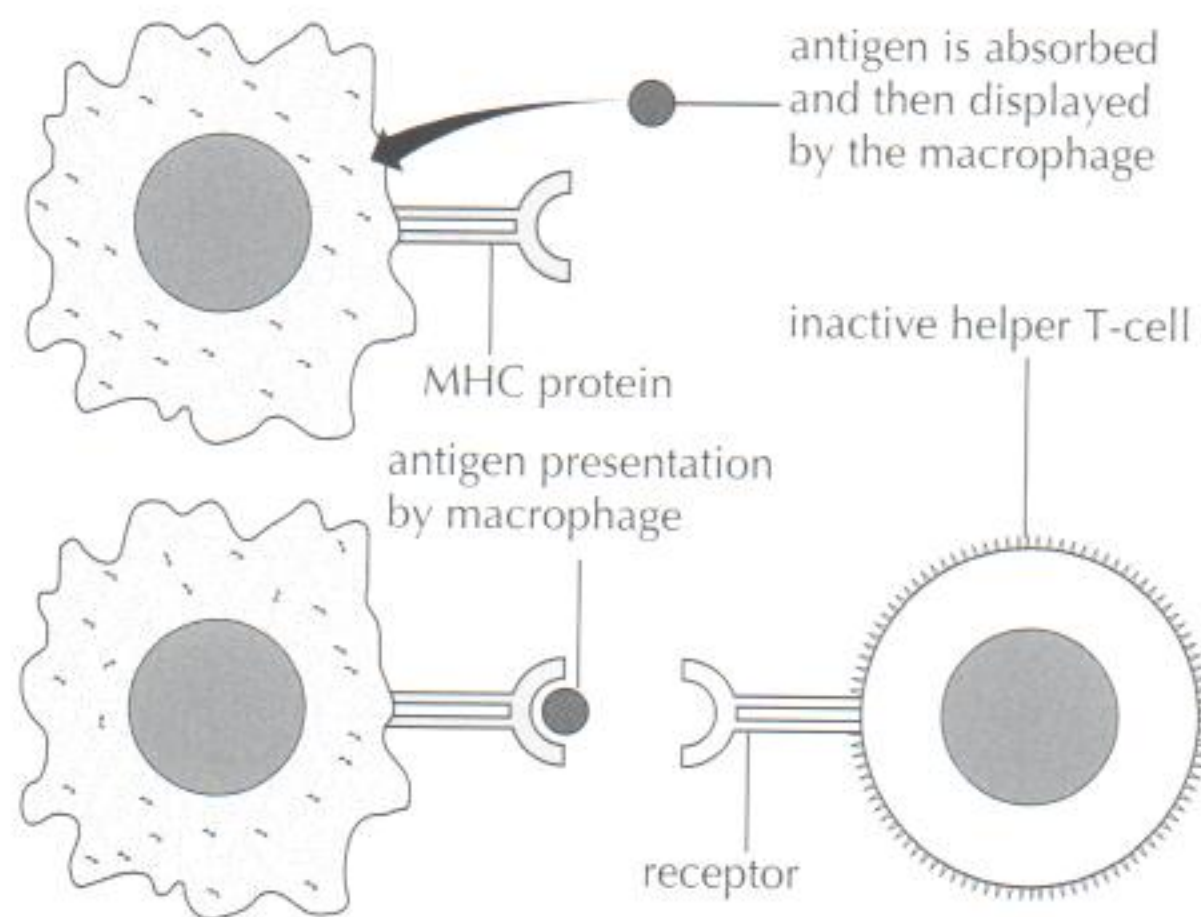 antigen is absorbed
and then displayed
by the macrophage
MHC protein
inactive helper T-cell
antigen presentation
by macrophage
receptor